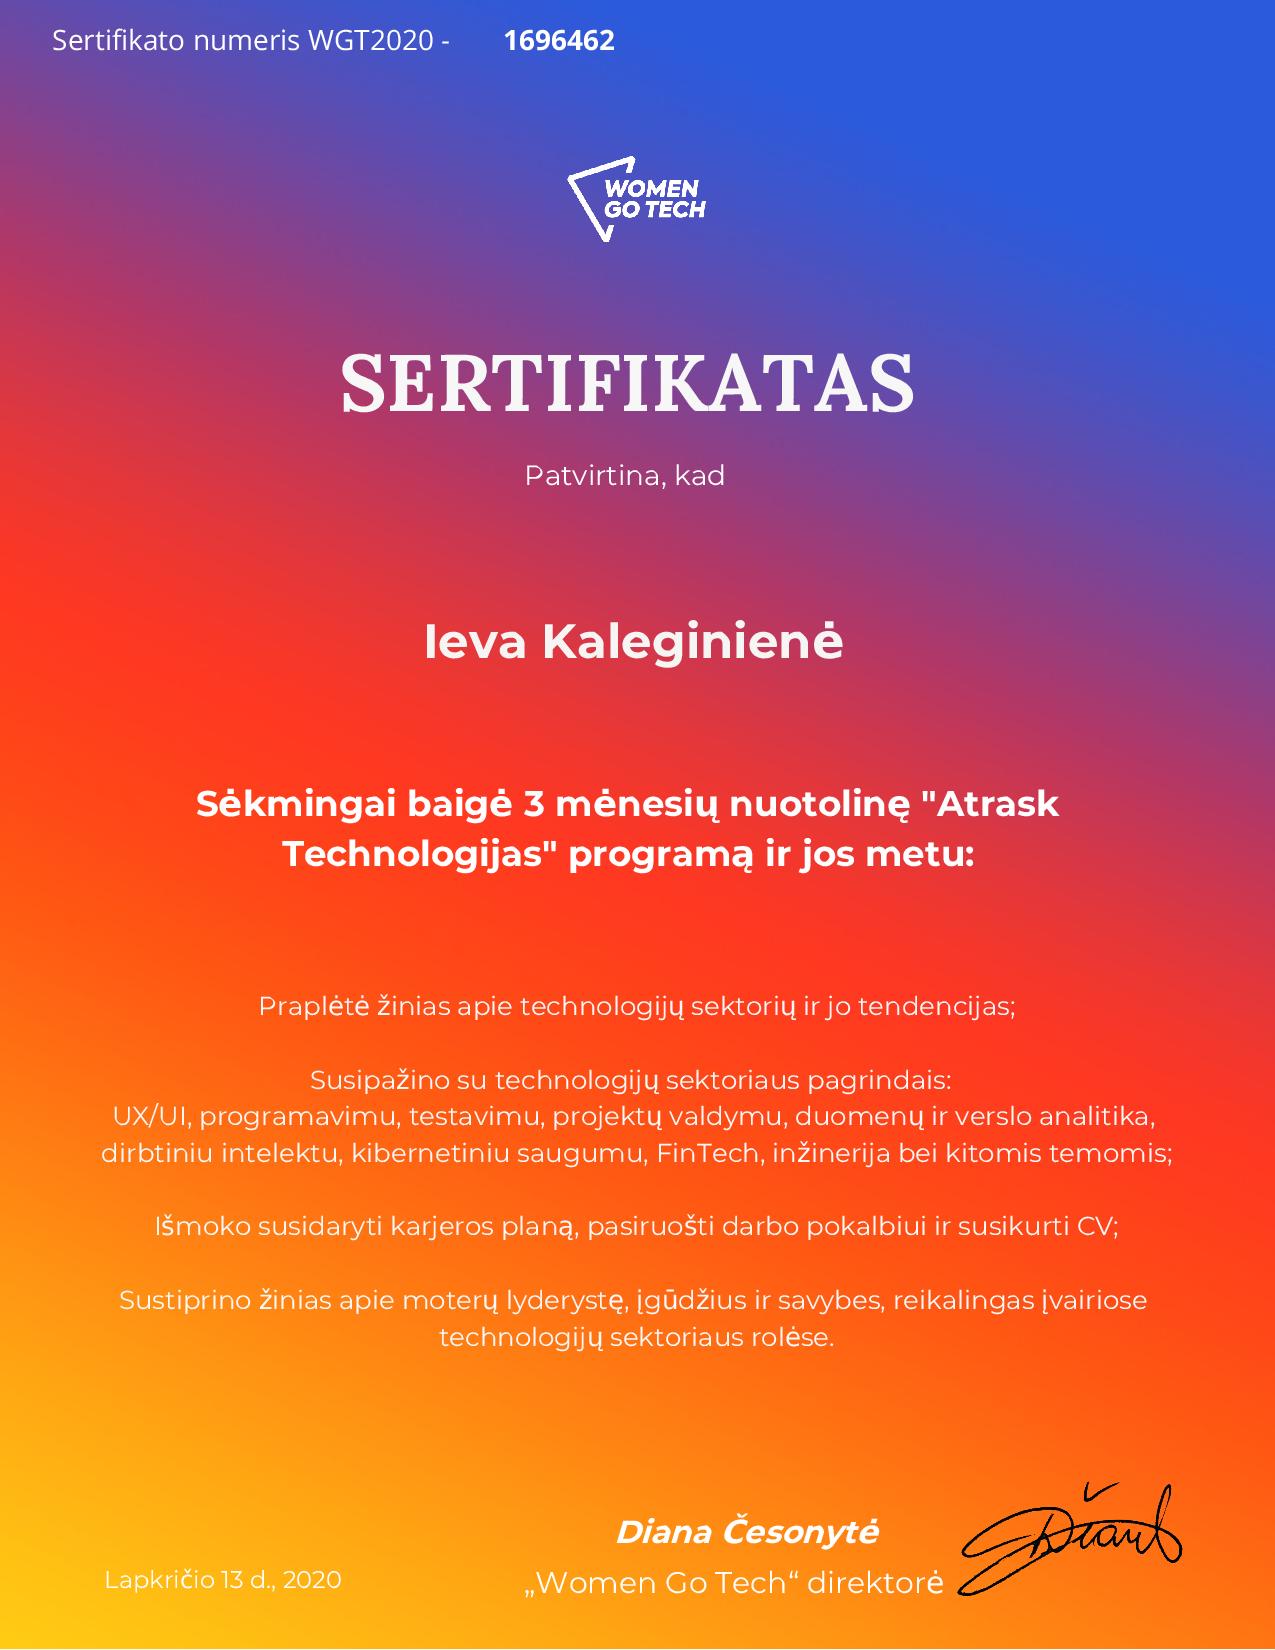 Sertifikato numeris WGT2020 - 1696462
WOMEN
GO TECH
SERTIFIKATAS
Patvirtina, kad
Ieva Kaleginienė
Sėkmingai baigė 3 mėnesių nuotolinę "Atrask
Technologijas" programą ir jos metu:
Praplėtė žinias apie technologijų sektorių ir jo tendencijas;
Susipažino su technologijų sektoriaus pagrindais:
UX/UI, programavimu, testavimu, projektų valdymu, duomenų ir verslo analitika,
dirbtiniu intelektu, kibernetiniu saugumu, FinTech, inžinerija bei kitomis temomis;
Išmoko susidaryti karjeros planą, pasiruošti darbo pokalbiui ir susikurti CV;
Sustiprino žinias apie moterų lyderystę, įgūdžius ir savybes, reikalingas įvairiose
technologijų sektoriaus rolėse.
Diana Česonytė
Lapkričio 13 d., 2020
„Women Go Tech“ direktorė